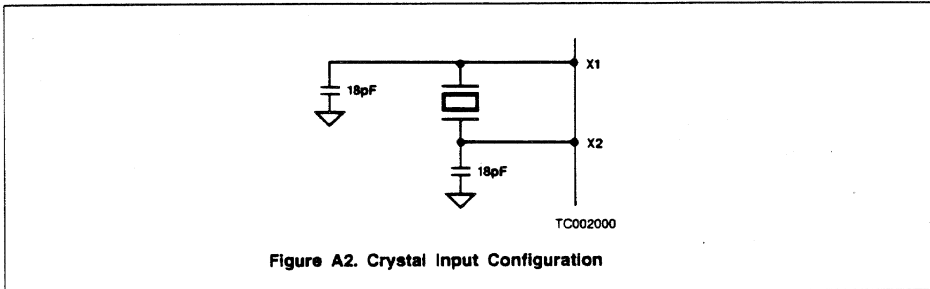 X1
18pF
X2
18pF
TC002000
Figure A2. Crystal Input Configuration